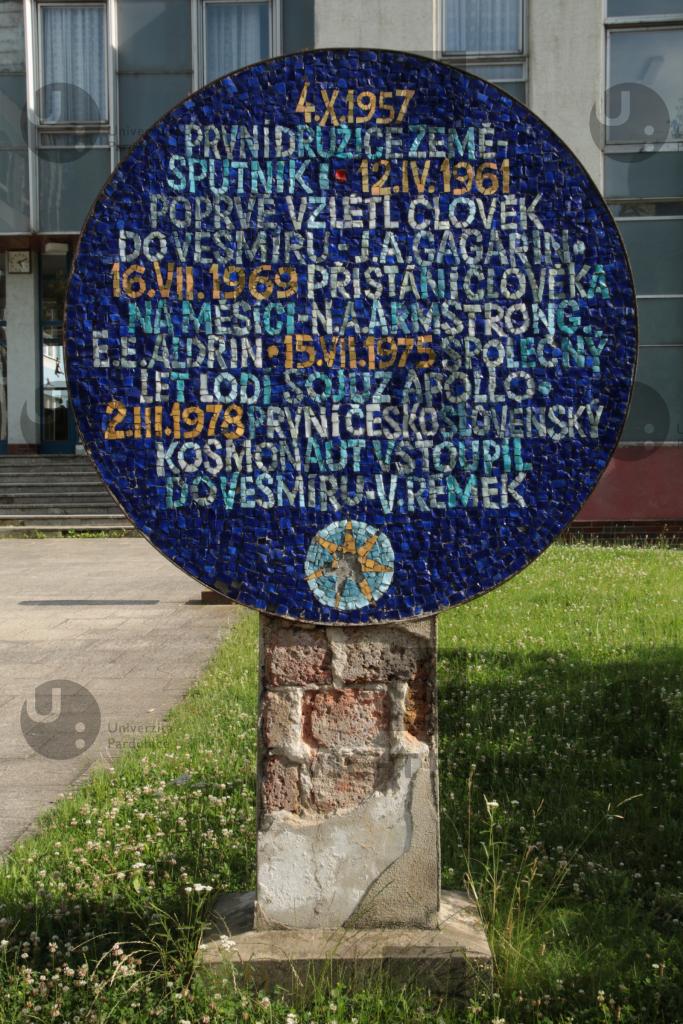 4.X.1957
PRVNÍ DRUŽICE ZEMĚ-
SPUTNIK I • 12.IV.1961
POPRVÉ VZLÉTL ČLOVĚK
DO VESMÍRU - J.A.GAGARIN •
16.VII.1969 PŘISTÁNÍ ČLOVĚKA
NA MĚSÍCI - N.A.ARMSTRONG,
E.E.ALDRIN • 15.VII.1975 SPOLEČNÝ
LET LODÍ SOJUZ APOLLO •
2.III.1978 PRVNÍ ČESKOSLOVENSKÝ
KOSMONAUT VSTOUPIL
DO VESMÍRU - V.REMEK
Univerzita
Pardubice